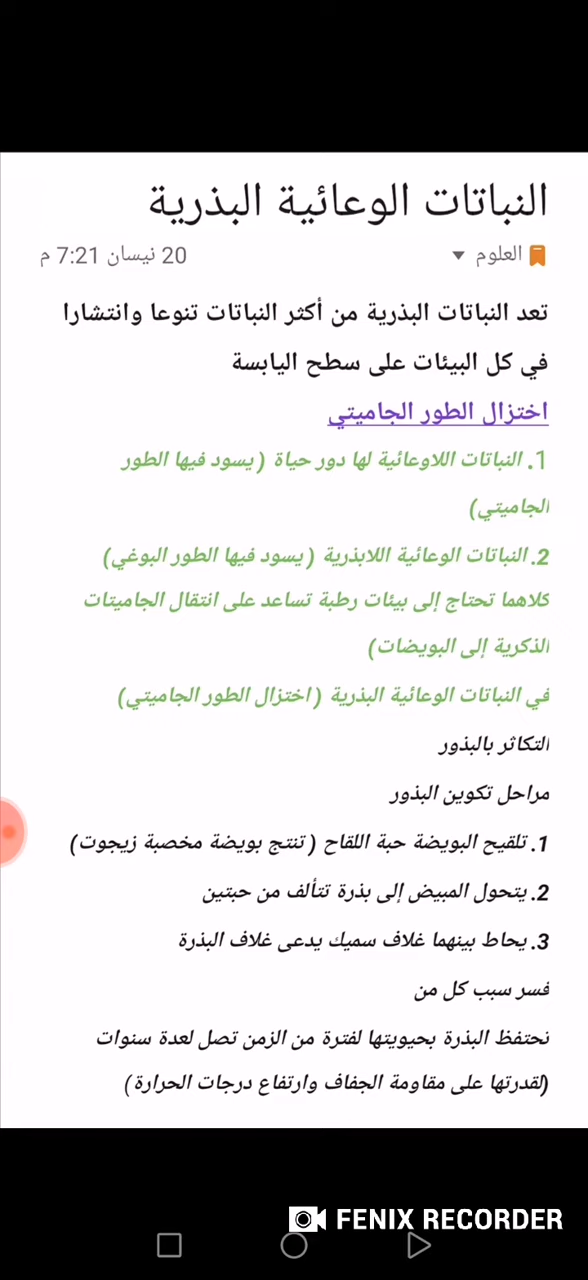 النباتات الوعائية البذرية
العلوم
20 نيسان 7:21 م
تعد النباتات البذرية من أكثر النباتات تنوعا وانتشارا
في كل البيئات على سطح اليابسة
اختزال الطور الجاميتي
1. النباتات اللاوعائية لها دور حياة ( يسود فيها الطور
الجاميتي)
2. النباتات الوعائية اللابذرية ( يسود فيها الطور البوغي)
كلاهما تحتاج إلى بيئات رطبة تساعد على انتقال الجاميتات
الذكرية إلى البويضات)
في النباتات الوعائية البذرية ( اختزال الطور الجاميتي)
التكاثر بالبذور
مراحل تكوين البذور
1. تلقيح البويضة حبة اللقاح ( تنتج بويضة مخصبة زيجوت)
2. يتحول المبيض إلى بذرة تتألف من حبتين
3. يحاط بينهما غلاف سميك يدعى غلاف البذرة
فسر سبب كل من
نحتفظ البذرة بحيويتها لفترة من الزمن تصل لعدة سنوات
(لقدرتها على مقاومة الجفاف وارتفاع درجات الحرارة)
FENIX RECORDER